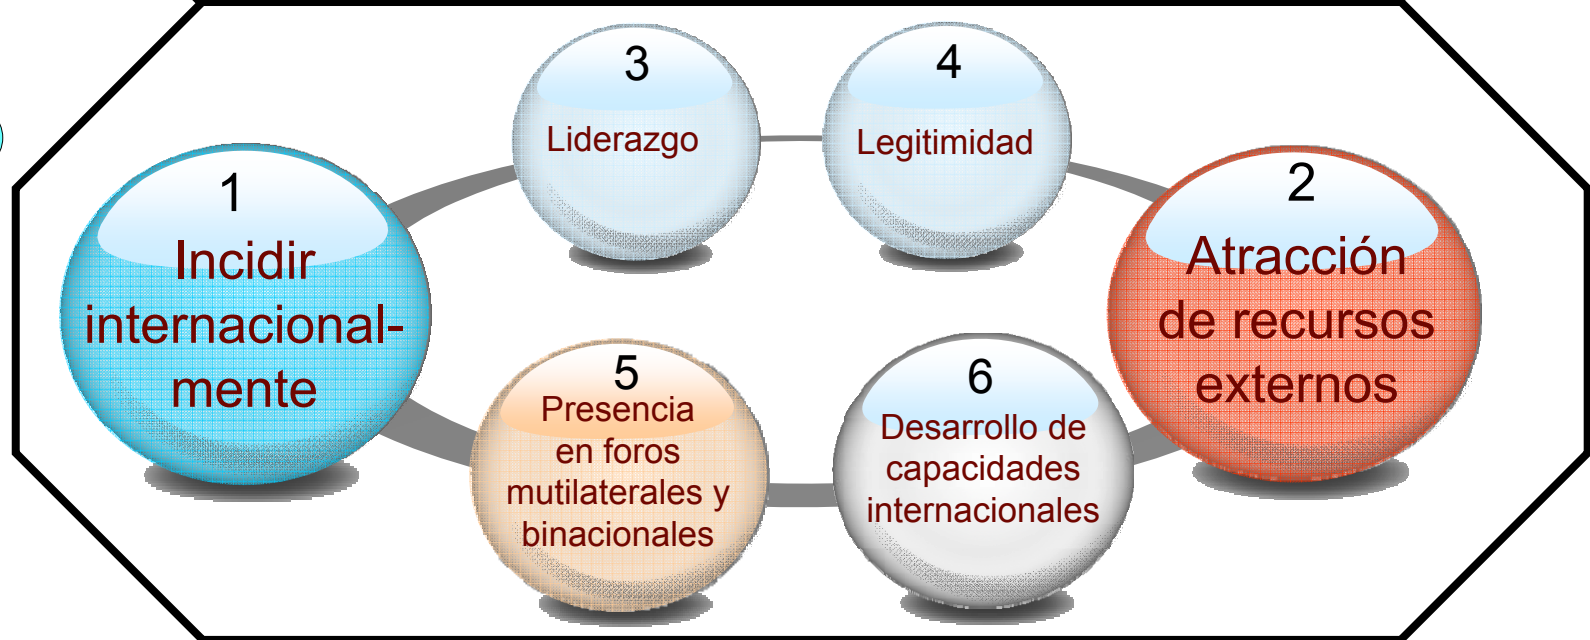 1
Incidir
internacional-
mente
3
Liderazgo
4
Legitimidad
2
Atracción
de recursos
externos
5
Presencia
en foros
mutilaterales y
binacionales
6
Desarrollo de
capacidades
internacionales